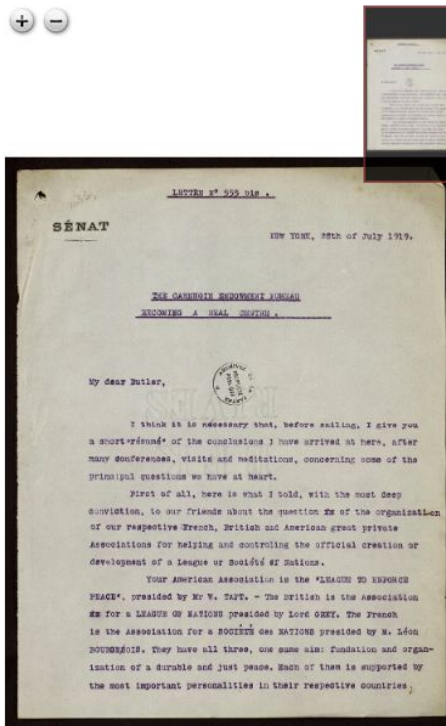 LETTER N° 555 bis .
SÉNAT
NEW YORK, 28th of July 1919.
THE CARNEGIE ENDOWMENT BUREAU
BECOMING A REAL CENTRE .
My dear Butler,
I think it is necessary that, before sailing, I give you
a short "résumé" of the conclusions I have arrived at here, after
many conferences, visits and meditations, concerning some of the
principal questions we have at heart.
First of all, here is what I told, with the most deep
conviction, to our friends about the question of the organization
of our respective French, British and American great private
Associations for helping and controling the official creation or
development of a League or Société of Nations.
Your American Association is the "LEAGUE TO ENFORCE
PEACE", presided by Mr W. TAFT. - The British is the Association
for a LEAGUE OF NATIONS presided by Lord GREY. The French
is the Association for a SOCIÉTÉ des NATIONS presided by M. Léon
BOURGEOIS. They have all three, one same aim: fundation and organ-
ization of a durable and just peace. Each of them is supported by
the most important personalities in their respective countries.